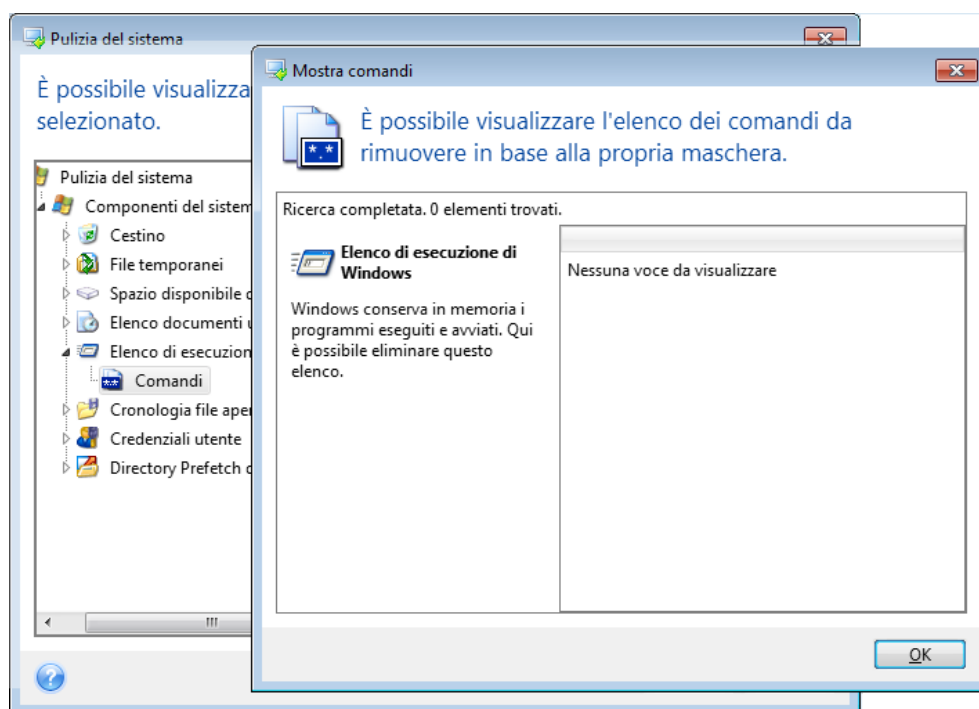 Pulizia del sistema
È possibile visualizza
selezionato.
Pulizia del sistema
Componenti del sistem
Cestino
File temporanei
Spazio disponibile
Elenco documenti
Elenco di esecuzion
Comandi
Cronologia file aper
Credenziali utente
Directory Prefetch
Mostra comandi
È possibile visualizzare l'elenco dei comandi da
rimuovere in base alla propria maschera.
Ricerca completata. 0 elementi trovati.
Elenco di esecuzione di
Windows
Windows conserva in memoria i
programmi eseguiti e avviati. Qui
è possibile eliminare questo
elenco.
Nessuna voce da visualizzare
OK